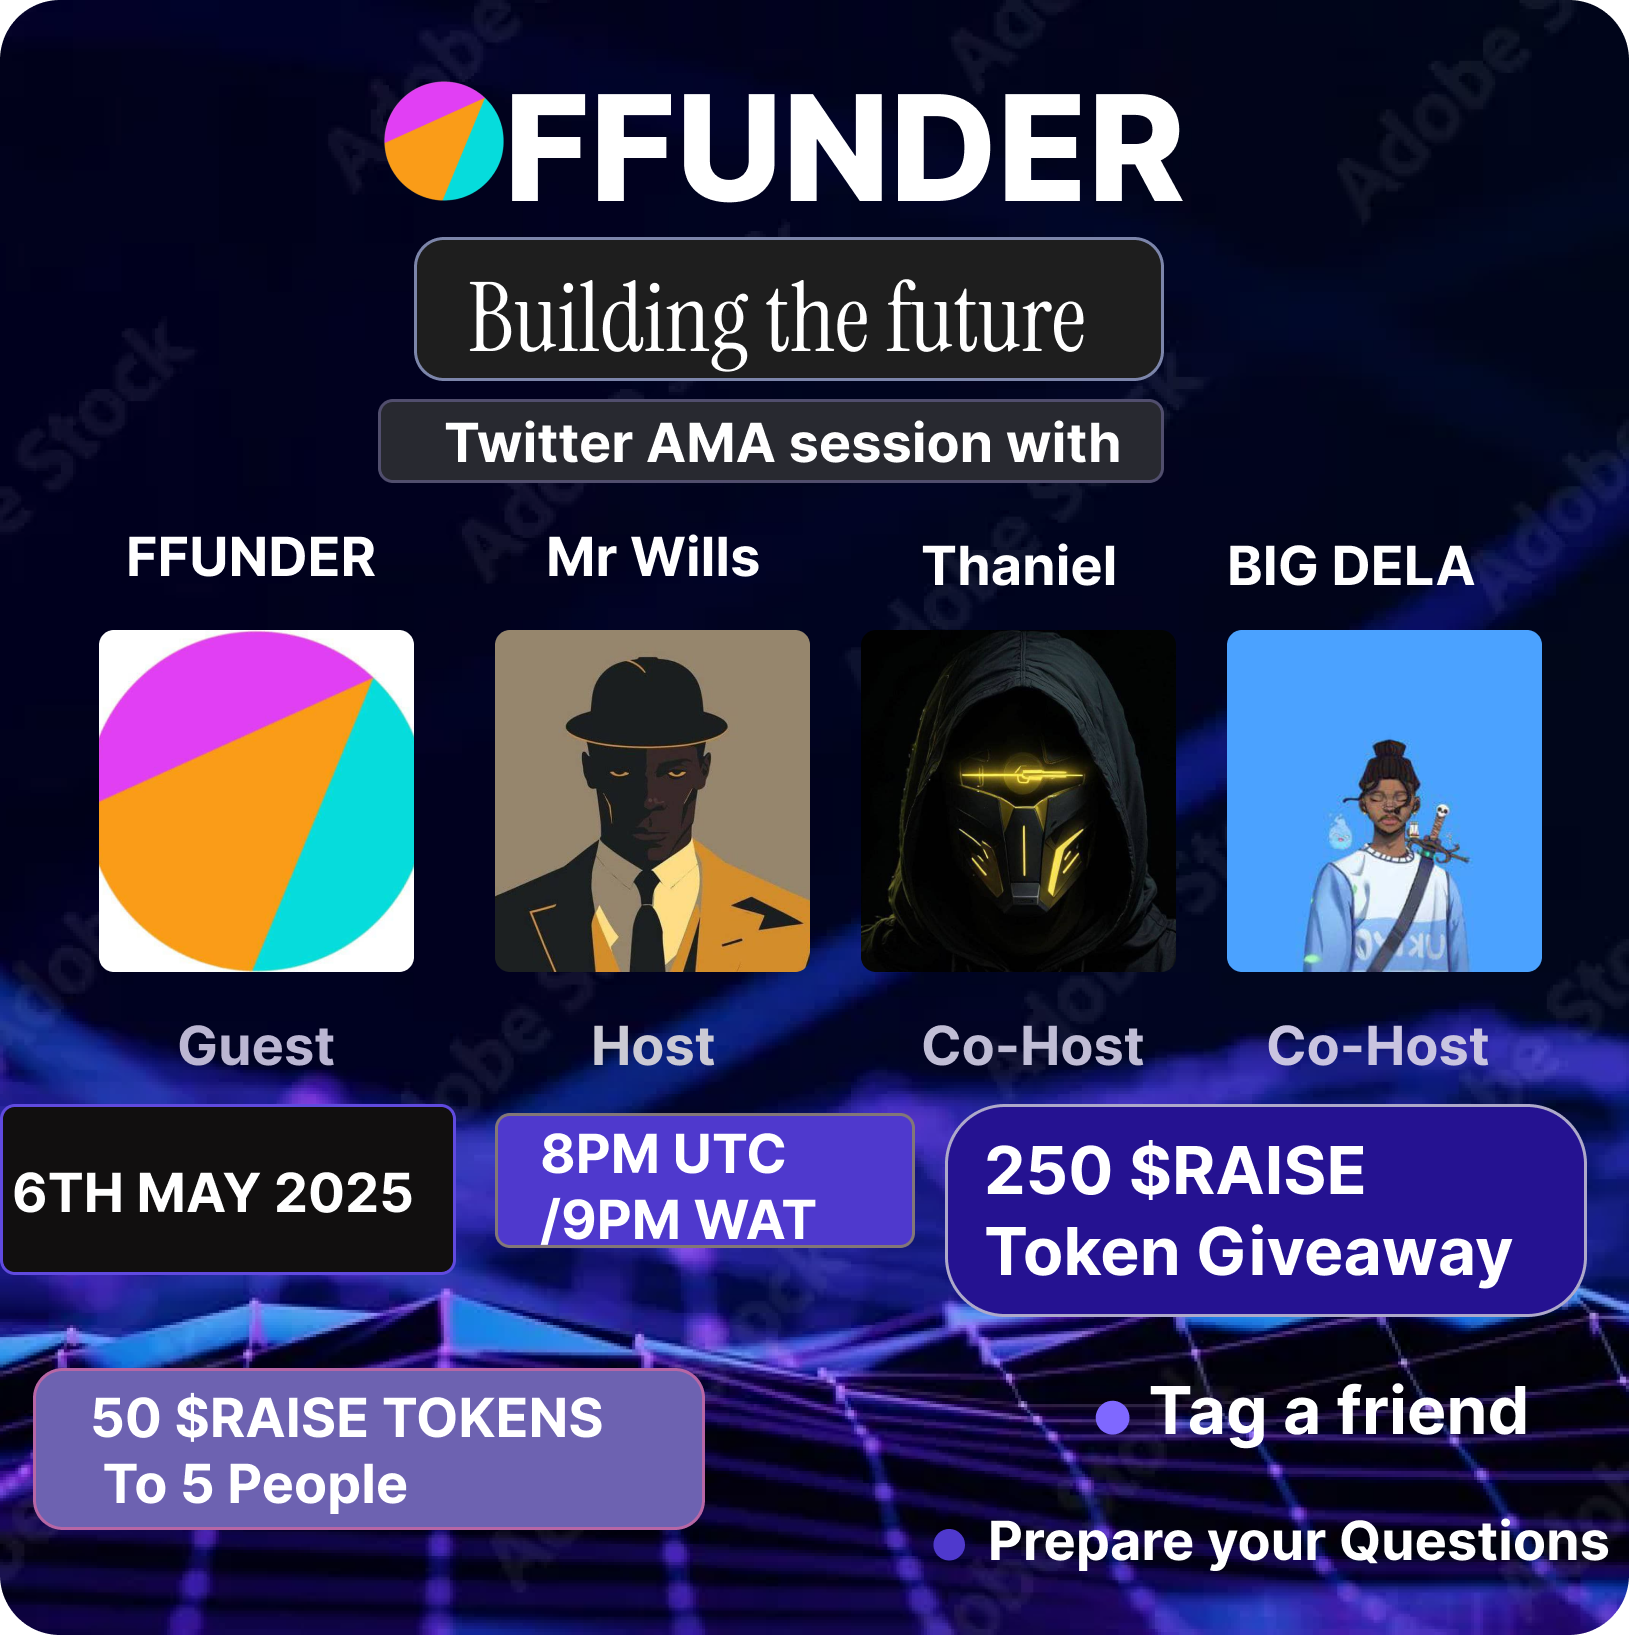 FFUNDER
Building the future
Twitter AMA session with
FFUNDER
Mr Wills
Thaniel
BIG DELA
Guest
Host
Co-Host
Co-Host
6TH MAY 2025
8PM UTC
/9PM WAT
250 $RAISE
Token Giveaway
50 $RAISE TOKENS
To 5 People
Tag a friend
Prepare your Questions
Adobe Stock